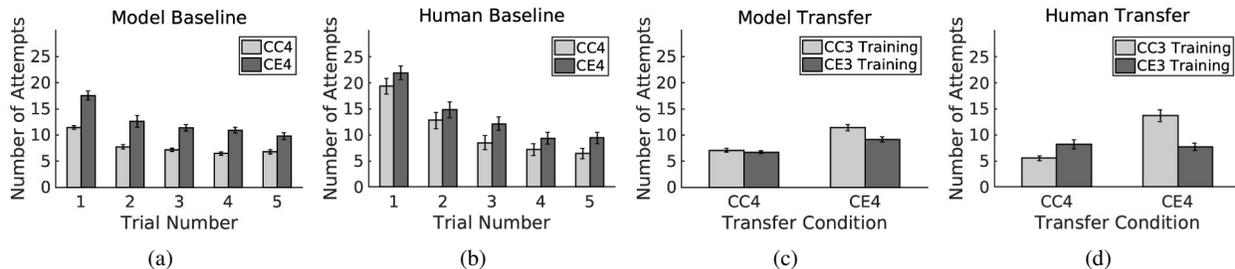 Model Baseline
Number of Attempts
25
20
15
10
5
0
CC4
CE4
1 2 3 4 5
Trial Number
(a)
Human Baseline
Number of Attempts
25
20
15
10
5
0
CC4
CE4
1 2 3 4 5
Trial Number
(b)
Model Transfer
Number of Attempts
25
20
15
10
5
0
CC3 Training
CE3 Training
CC4 CE4
Transfer Condition
(c)
Human Transfer
Number of Attempts
25
20
15
10
5
0
CC3 Training
CE3 Training
CC4 CE4
Transfer Condition
(d)